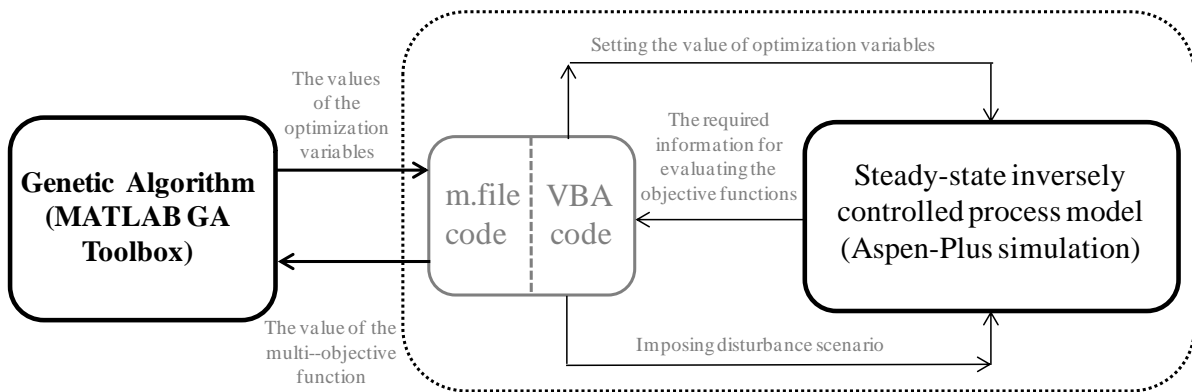 Setting the value of optimization variables
The values
of the
optimization
variables
The required
information for
evaluating the
objective functions
Genetic Algorithm
(MATLAB GA
Toolbox)
m.file
code
VBA
code
Steady-state inversely
controlled process model
(Aspen-Plus simulation)
The value of the
multi--objective
function
Imposing disturbance scenario